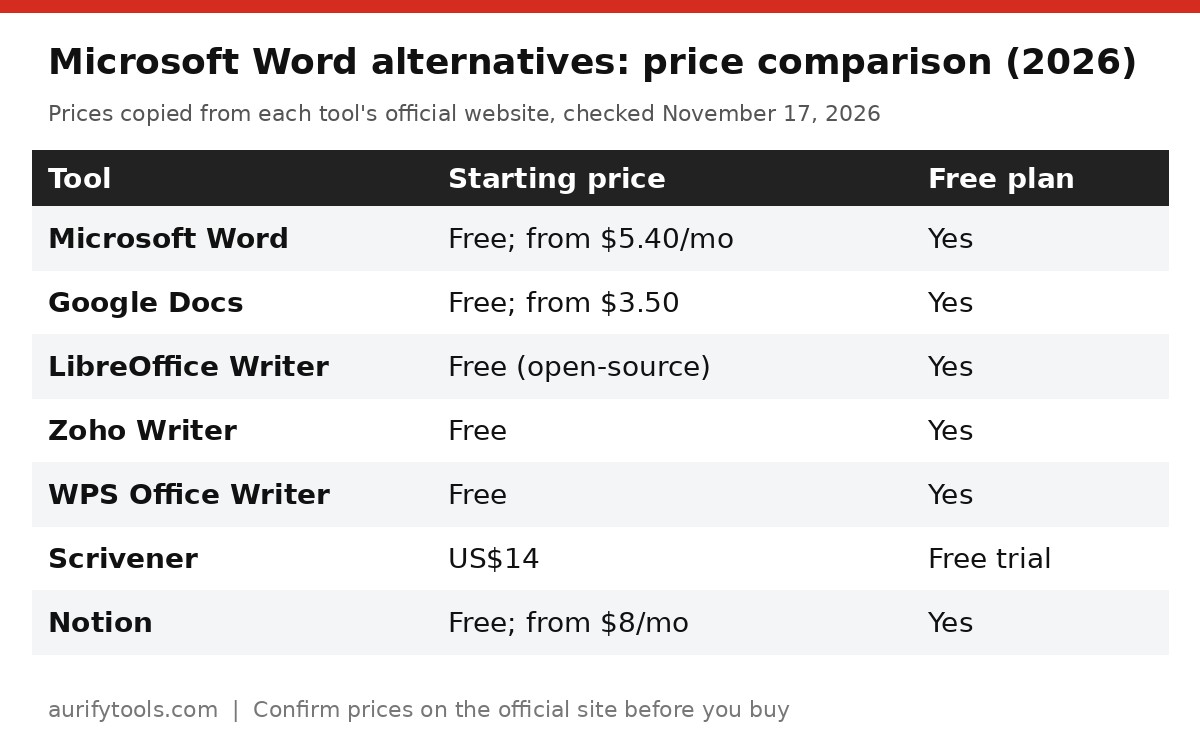 Microsoft Word alternatives: price comparison (2026)
Prices copied from each tool's official website, checked November 17, 2026
Tool Starting price Free plan
Microsoft Word Free; from $5.40/mo Yes
Google Docs Free; from $3.50 Yes
LibreOffice Writer Free (open-source) Yes
Zoho Writer Free Yes
WPS Office Writer Free Yes
Scrivener US$14 Free trial
Notion Free; from $8/mo Yes
aurifytools.com | Confirm prices on the official site before you buy